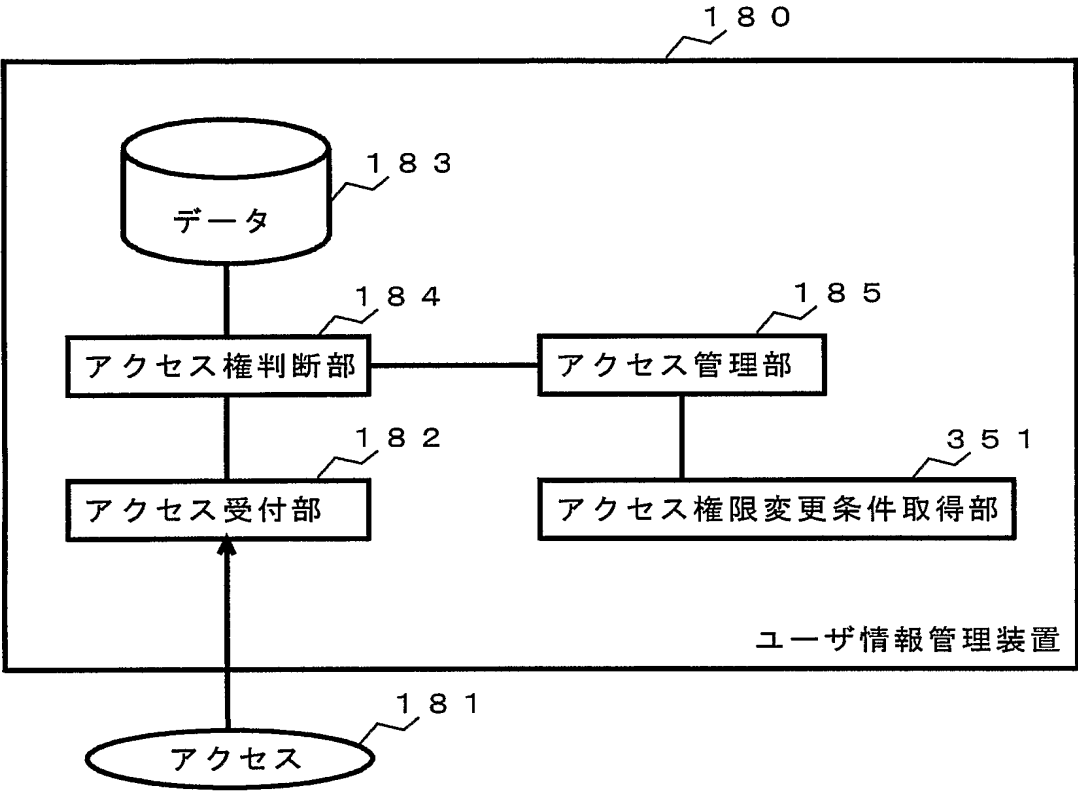 １８０
１８３
データ
１８４
１８５
アクセス権判断部
アクセス管理部
１８２
３５１
アクセス受付部
アクセス権限変更条件取得部
ユーザ情報管理装置
１８１
アクセス